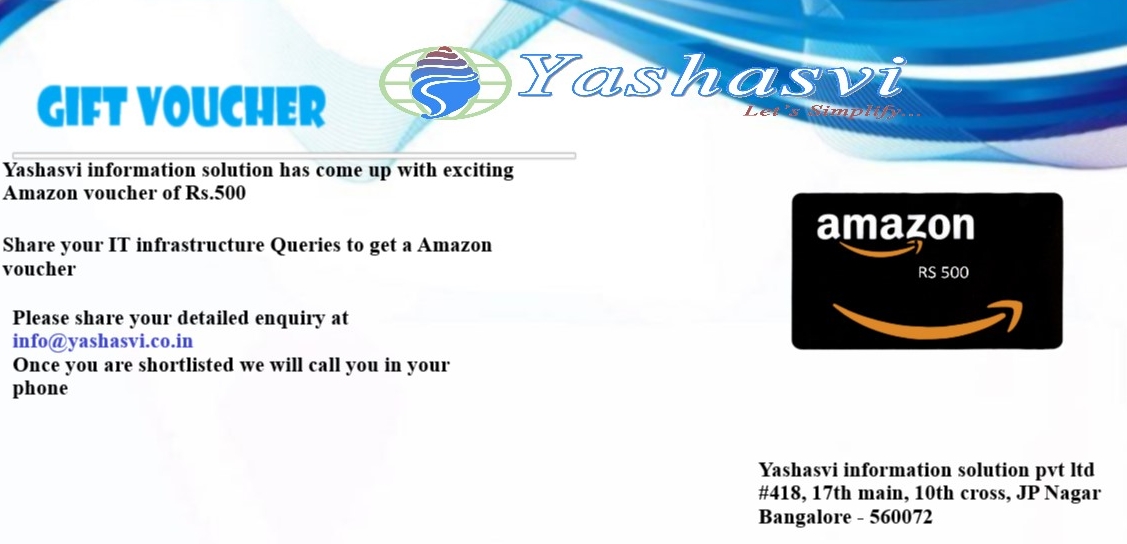 GIFT VOUCHER
Yashasvi
Let's Simplify...
Yashasvi information solution has come up with exciting
Amazon voucher of Rs.500
Share your IT infrastructure Queries to get a Amazon
voucher
Please share your detailed enquiry at
info@yashasvi.co.in
Once you are shortlisted we will call you in your
phone
amazon
RS 500
Yashasvi information solution pvt ltd
#418, 17th main, 10th cross, JP Nagar
Bangalore - 560072